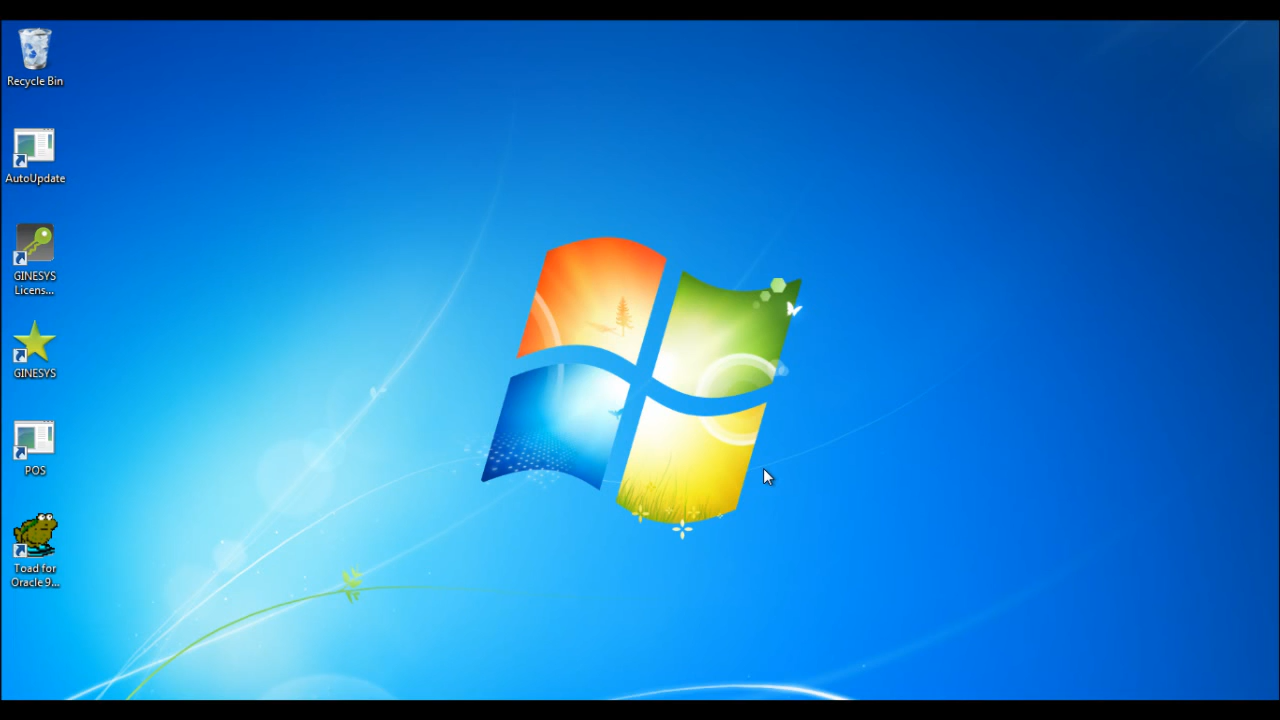 Recycle Bin
AutoUpdate
GINESYS
Licens...
GINESYS
POS
Toad for
Oracle 9...